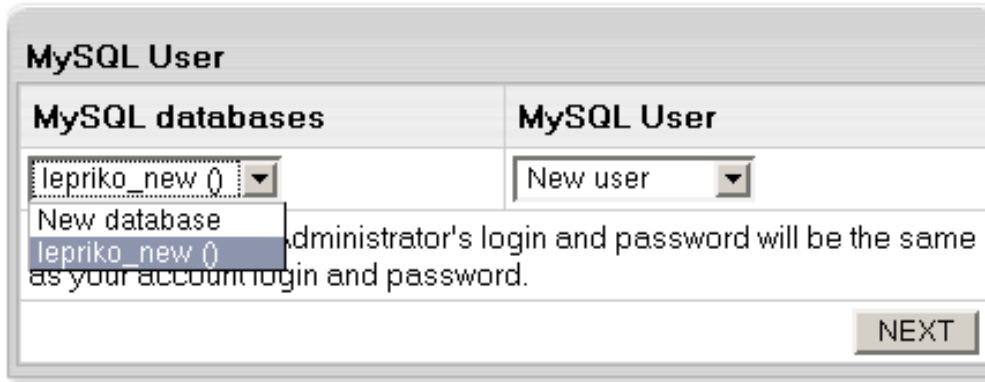 MySQL User
MySQL databases MySQL User
lepriko_new () New user
New database
lepriko_new () Administrator's login and password will be the same
as your account login and password.
NEXT